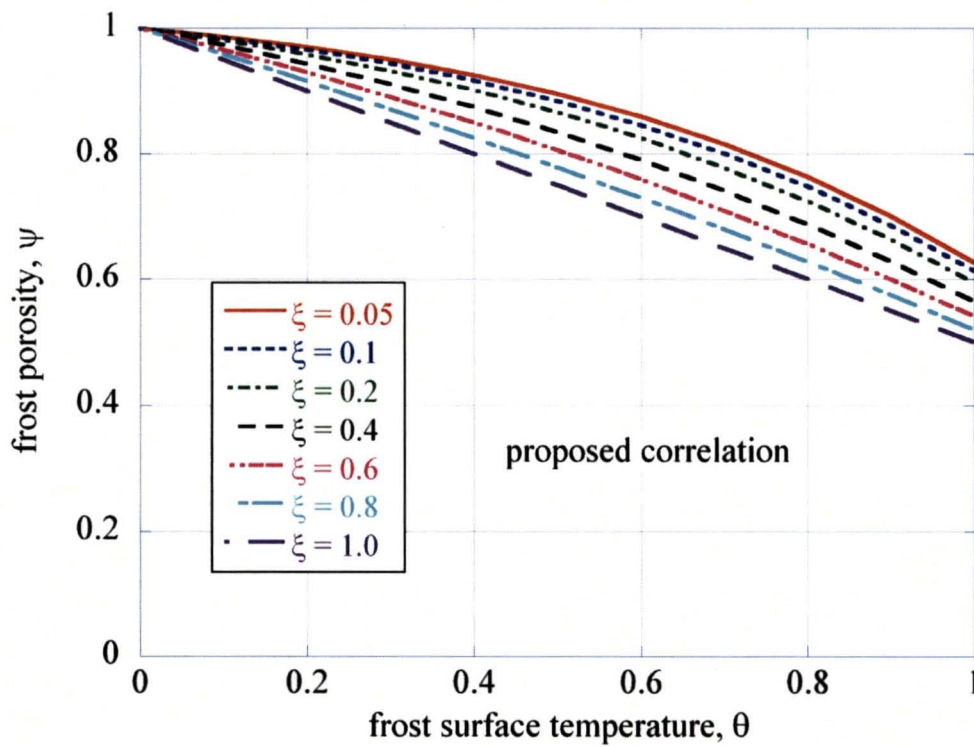 1
0.8
0.6
0.4
0.2
0
frost porosity, ψ
ξ = 0.05
ξ = 0.1
ξ = 0.2
ξ = 0.4
ξ = 0.6
ξ = 0.8
ξ = 1.0
proposed correlation
0 0.2 0.4 0.6 0.8 1
frost surface temperature, θ